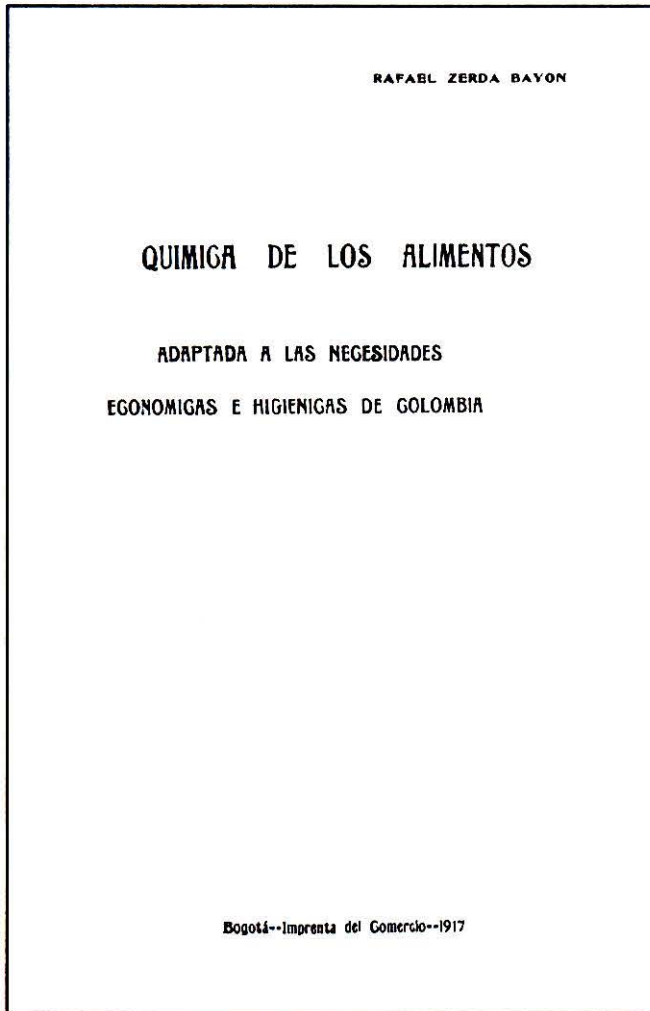 RAFAEL ZERDA BAYON
QUIMICA DE LOS ALIMENTOS
ADAPTADA A LAS NECESIDADES
ECONOMICAS E HIGIENICAS DE COLOMBIA
Bogotá--Imprenta del Comercio--1917